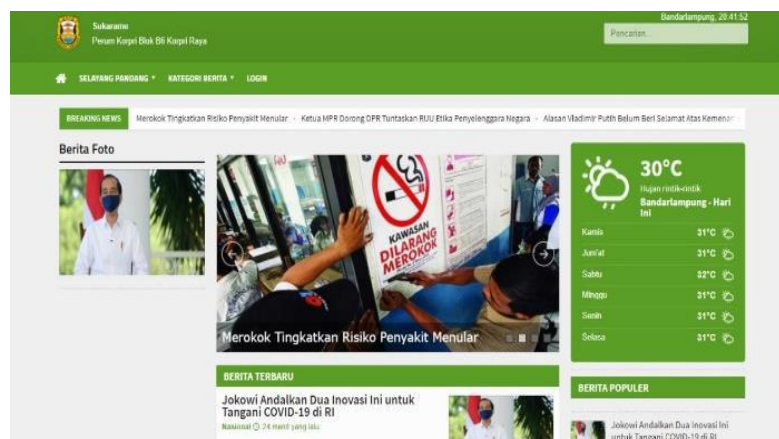 Bandarlampung, 20:41:52
Sukarame
Perum Korpri Blok B6 Korpri Raya
Pencarian...
SELAYANG PANDANG
KATEGORI BERITA
LOGIN
BREAKING NEWS
Merokok Tingkatkan Risiko Penyakit Menular - Ketua MPR Dorong DPR Tuntaskan RUU Etika Penyelenggara Negara - Alasan Vladimir Putih Belum Beri Selamat Atas Kemenan
Berita Foto
KAWASAN
DILARANG
MEROKOK
Merokok Tingkatkan Risiko Penyakit Menular
30°C
Hujan rintik-rintik
Bandarlampung - Hari
Ini
Kamis 31°C
Jum'at 31°C
Sabtu 32°C
Minggu 31°C
Senin 31°C
Selasa 31°C
BERITA TERBARU
Jokowi Andalkan Dua Inovasi Ini untuk
Tangani COVID-19 di RI
Nasional 24 menit yang lalu
BERITA POPULER
Jokowi Andalkan Dua Inovasi Ini
untuk Tangani COVID-19 di RI